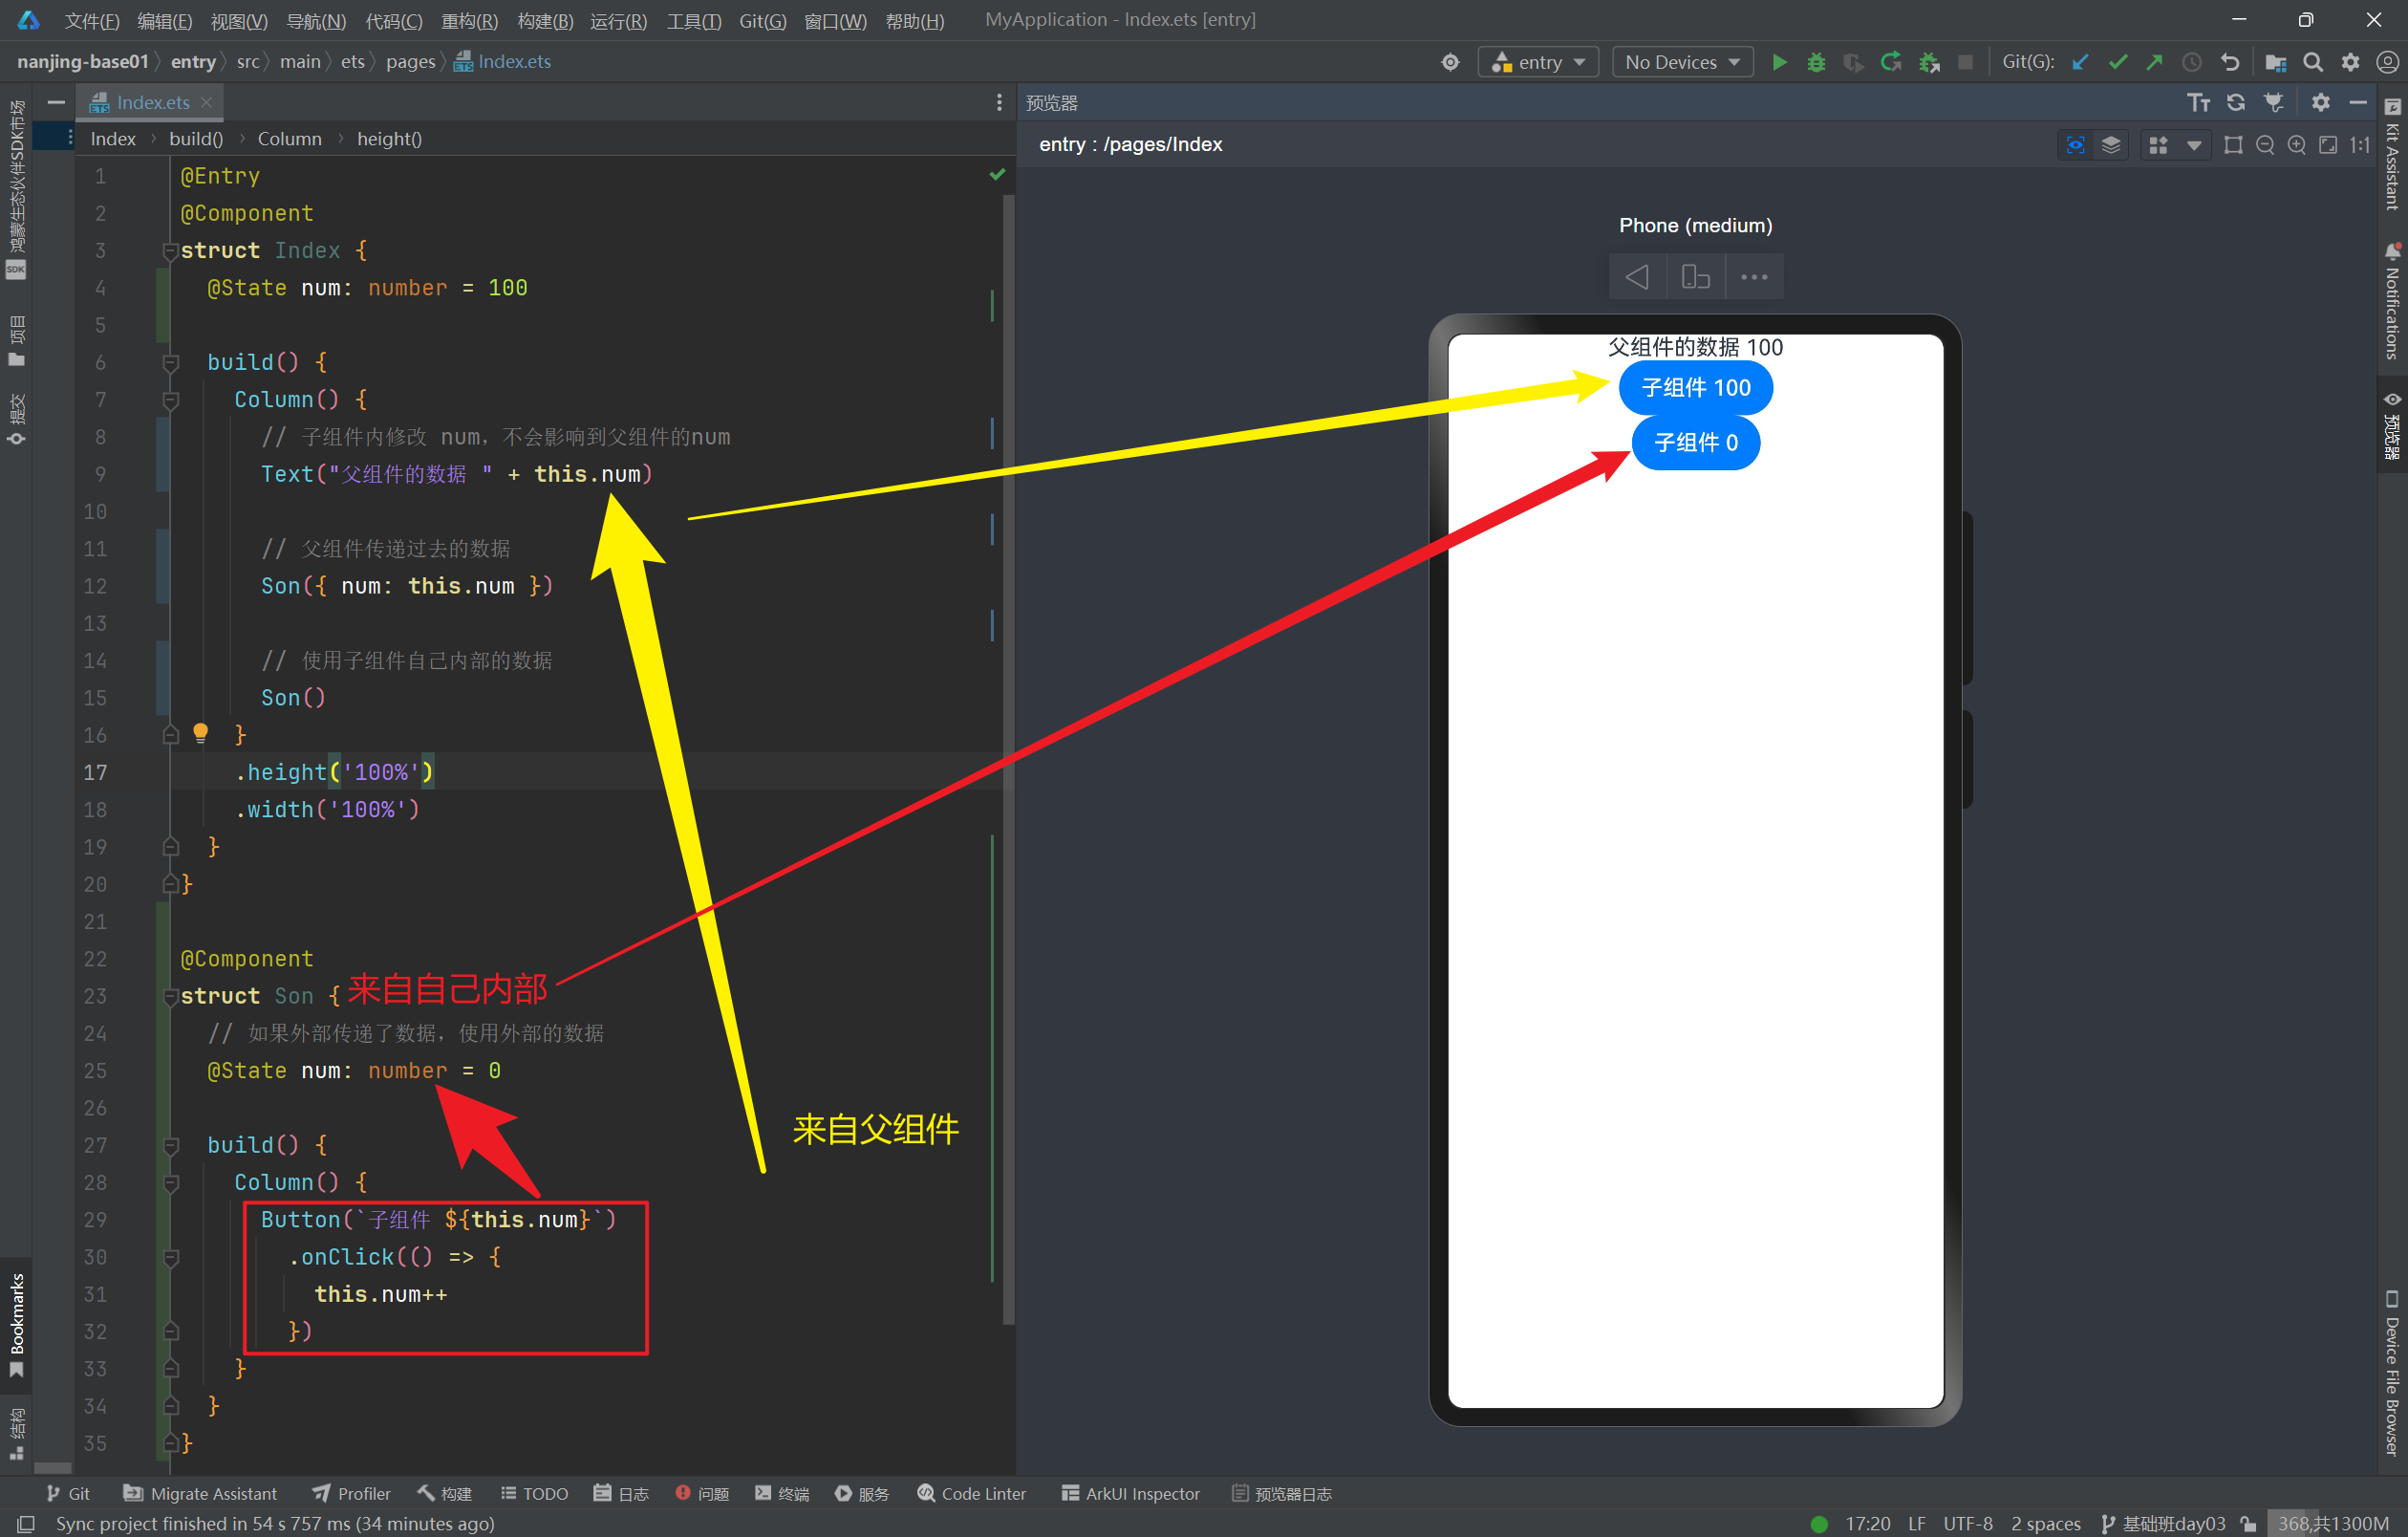 文件(F) 编辑(E) 视图(V) 导航(N) 代码(C) 重构(R) 构建(B) 运行(R) 工具(T) Git(G) 窗口(W) 帮助(H) MyApplication - Index.ets [entry]
nanjing-base01 entry src main ets pages Index.ets entry No Devices Git(G):
Index.ets
预览器
Index build() Column height()
entry : /pages/Index
1:1
Phone (medium)
父组件的数据 100
子组件 100
子组件 0
1 @Entry
2 @Component
3 struct Index {
4 @State num: number = 100
5
6 build() {
7 Column() {
8 // 子组件内修改 num，不会影响到父组件的num
9 Text("父组件的数据 " + this.num)
10
11 // 父组件传递过去的数据
12 Son({ num: this.num })
13
14 // 使用子组件自己内部的数据
15 Son()
16 }
17 .height('100%')
18 .width('100%')
19 }
20 }
21
22 @Component
23 struct Son {
来自自己内部
24 // 如果外部传递了数据，使用外部的数据
25 @State num: number = 0
26
来自父组件
27 build() {
28 Column() {
29 Button(`子组件 ${this.num}`)
30 .onClick(() => {
31 this.num++
32 })
33 }
34 }
35 }
鸿蒙生态伙伴SDK市场
SDK
项目
提交
Bookmarks
结构
Kit Assistant
Notifications
预览器
Device File Browser
Git Migrate Assistant Profiler 构建 TODO 日志 问题 终端 服务 Code Linter ArkUI Inspector 预览器日志
Sync project finished in 54 s 757 ms (34 minutes ago)
17:20 LF UTF-8 2 spaces 基础班day03 368,共1300M